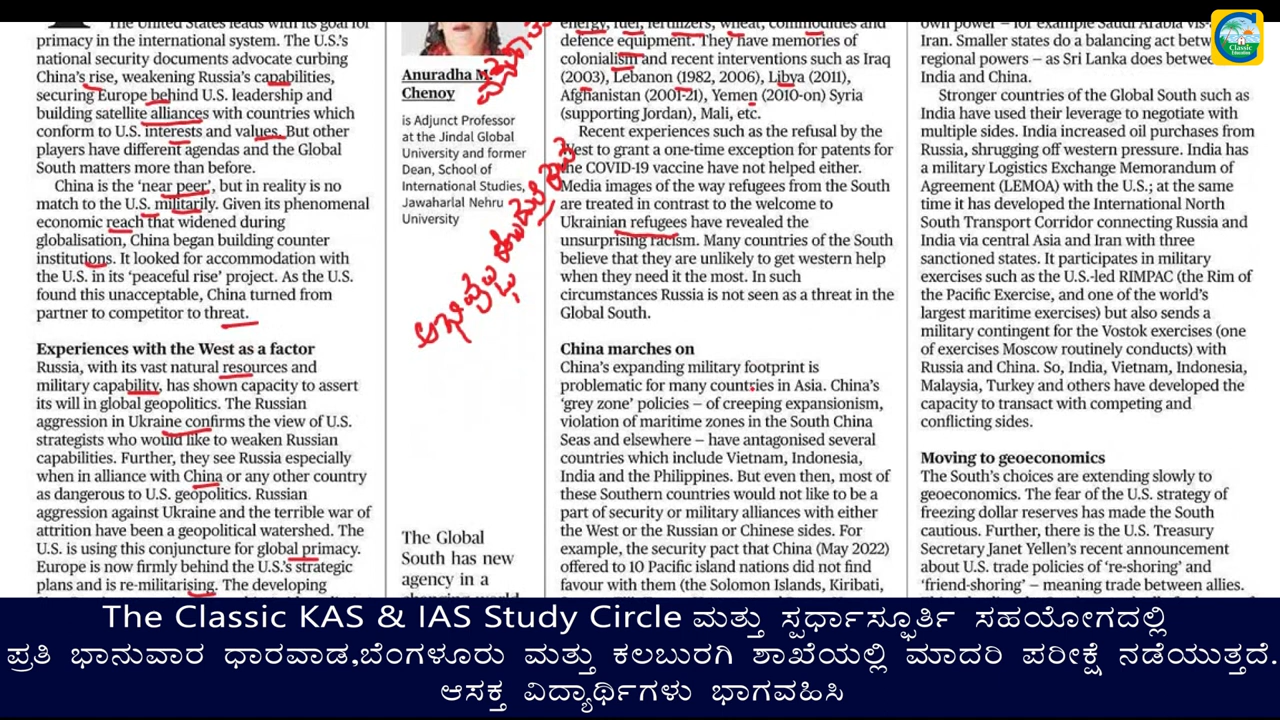 The United States leads with its goal for
primacy in the international system. The U.S.'s
national security documents advocate curbing
China's rise, weakening Russia's capabilities,
securing Europe behind U.S. leadership and
building satellite alliances with countries which
conform to U.S. interests and values. But other
players have different agendas and the Global
South matters more than before.
China is the 'near peer', but in reality is no
match to the U.S. militarily. Given its phenomenal
economic reach that widened during
globalisation, China began building counter
institutions. It looked for accommodation with
the U.S. in its 'peaceful rise' project. As the U.S.
found this unacceptable, China turned from
partner to competitor to threat.
Experiences with the West as a factor
Russia, with its vast natural resources and
military capability, has shown capacity to assert
its will in global geopolitics. The Russian
aggression in Ukraine confirms the view of U.S.
strategists who would like to weaken Russian
capabilities. Further, they see Russia especially
when in alliance with China or any other country
as dangerous to U.S. geopolitics. Russian
aggression against Ukraine and the terrible war of
attrition have been a geopolitical watershed. The
U.S. is using this conjuncture for global primacy.
Europe is now firmly behind the U.S.'s strategic
plans and is re-militarising. The developing
Anuradha M.
Chenoy
is Adjunct Professor
at the Jindal Global
University and former
Dean, School of
International Studies,
Jawaharlal Nehru
University
The Global
South has new
agency in a
energy, fuel, fertilizers, wheat, commodities and
defence equipment. They have memories of
colonialism and recent interventions such as Iraq
(2003), Lebanon (1982, 2006), Libya (2011),
Afghanistan (2001-21), Yemen (2010-on) Syria
(supporting Jordan), Mali, etc.
Recent experiences such as the refusal by the
West to grant a one-time exception for patents for
the COVID-19 vaccine have not helped either.
Media images of the way refugees from the South
are treated in contrast to the welcome to
Ukrainian refugees have revealed the
unsurprising racism. Many countries of the South
believe that they are unlikely to get western help
when they need it the most. In such
circumstances Russia is not seen as a threat in the
Global South.
China marches on
China's expanding military footprint is
problematic for many countries in Asia. China's
'grey zone' policies – of creeping expansionism,
violation of maritime zones in the South China
Seas and elsewhere – have antagonised several
countries which include Vietnam, Indonesia,
India and the Philippines. But even then, most of
these Southern countries would not like to be a
part of security or military alliances with either
the West or the Russian or Chinese sides. For
example, the security pact that China (May 2022)
offered to 10 Pacific island nations did not find
favour with them (the Solomon Islands, Kiribati,
own power – for example Saudi Arabia
Iran. Smaller states do a balancing act
regional powers – as Sri Lanka does
India and China.
Stronger countries of the Global South such as
India have used their leverage to negotiate with
multiple sides. India increased oil purchases from
Russia, shrugging off western pressure. India has
a military Logistics Exchange Memorandum of
Agreement (LEMOA) with the U.S.; at the same
time it has developed the International North
South Transport Corridor connecting Russia and
India via central Asia and Iran with three
sanctioned states. It participates in military
exercises such as the U.S.-led RIMPAC (the Rim of
the Pacific Exercise, and one of the world's
largest maritime exercises) but also sends a
military contingent for the Vostok exercises (one
of exercises Moscow routinely conducts) with
Russia and China. So, India, Vietnam, Indonesia,
Malaysia, Turkey and others have developed the
capacity to transact with competing and
conflicting sides.
Moving to geoeconomics
The South's choices are extending slowly to
geoeconomics. The fear of the U.S. strategy of
freezing dollar reserves has made the South
cautious. Further, there is the U.S. Treasury
Secretary Janet Yellen's recent announcement
about U.S. trade policies of 're-shoring' and
'friend-shoring' – meaning trade between allies.
Classic
Education
The Classic KAS & IAS Study Circle ಮತ್ತು ಸ್ಪರ್ಧಾಸ್ಫೂರ್ತಿ ಸಹಯೋಗದಲ್ಲಿ
ಪ್ರತಿ ಭಾನುವಾರ ಧಾರವಾಡ,ಬೆಂಗಳೂರು ಮತ್ತು ಕಲಬುರಗಿ ಶಾಖೆಯಲ್ಲಿ ಮಾದರಿ ಪರೀಕ್ಷೆ ನಡೆಯುತ್ತದೆ.
ಆಸಕ್ತ ವಿದ್ಯಾರ್ಥಿಗಳು ಭಾಗವಹಿಸಿ